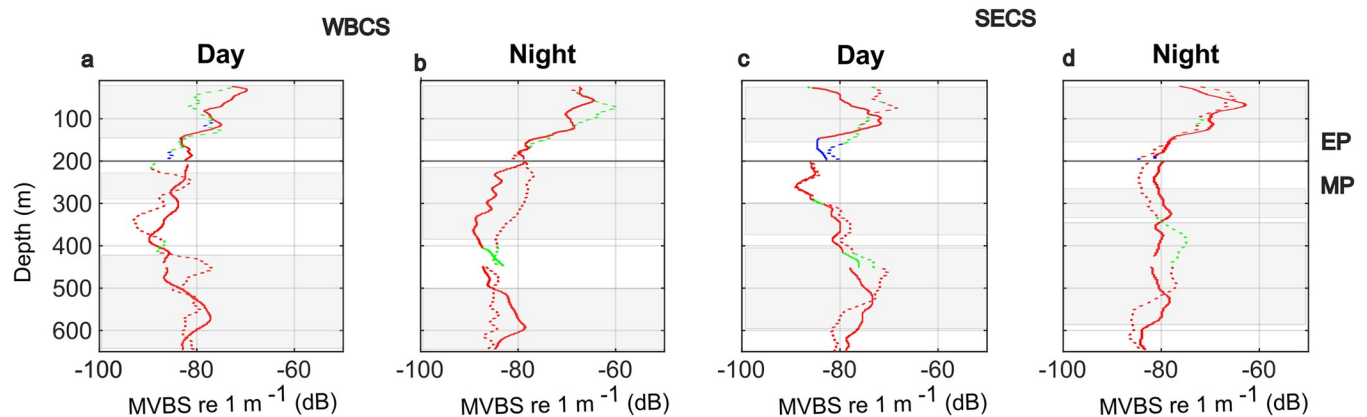 WBCS
SECS
a Day
b Night
c Day
d Night
100
200
300
400
500
600
Depth (m)
EP
MP
-100 -80 -60
-100 -80 -60
-100 -80 -60
-100 -80 -60
MVBS re 1 m⁻¹ (dB)
MVBS re 1 m⁻¹ (dB)
MVBS re 1 m⁻¹ (dB)
MVBS re 1 m⁻¹ (dB)